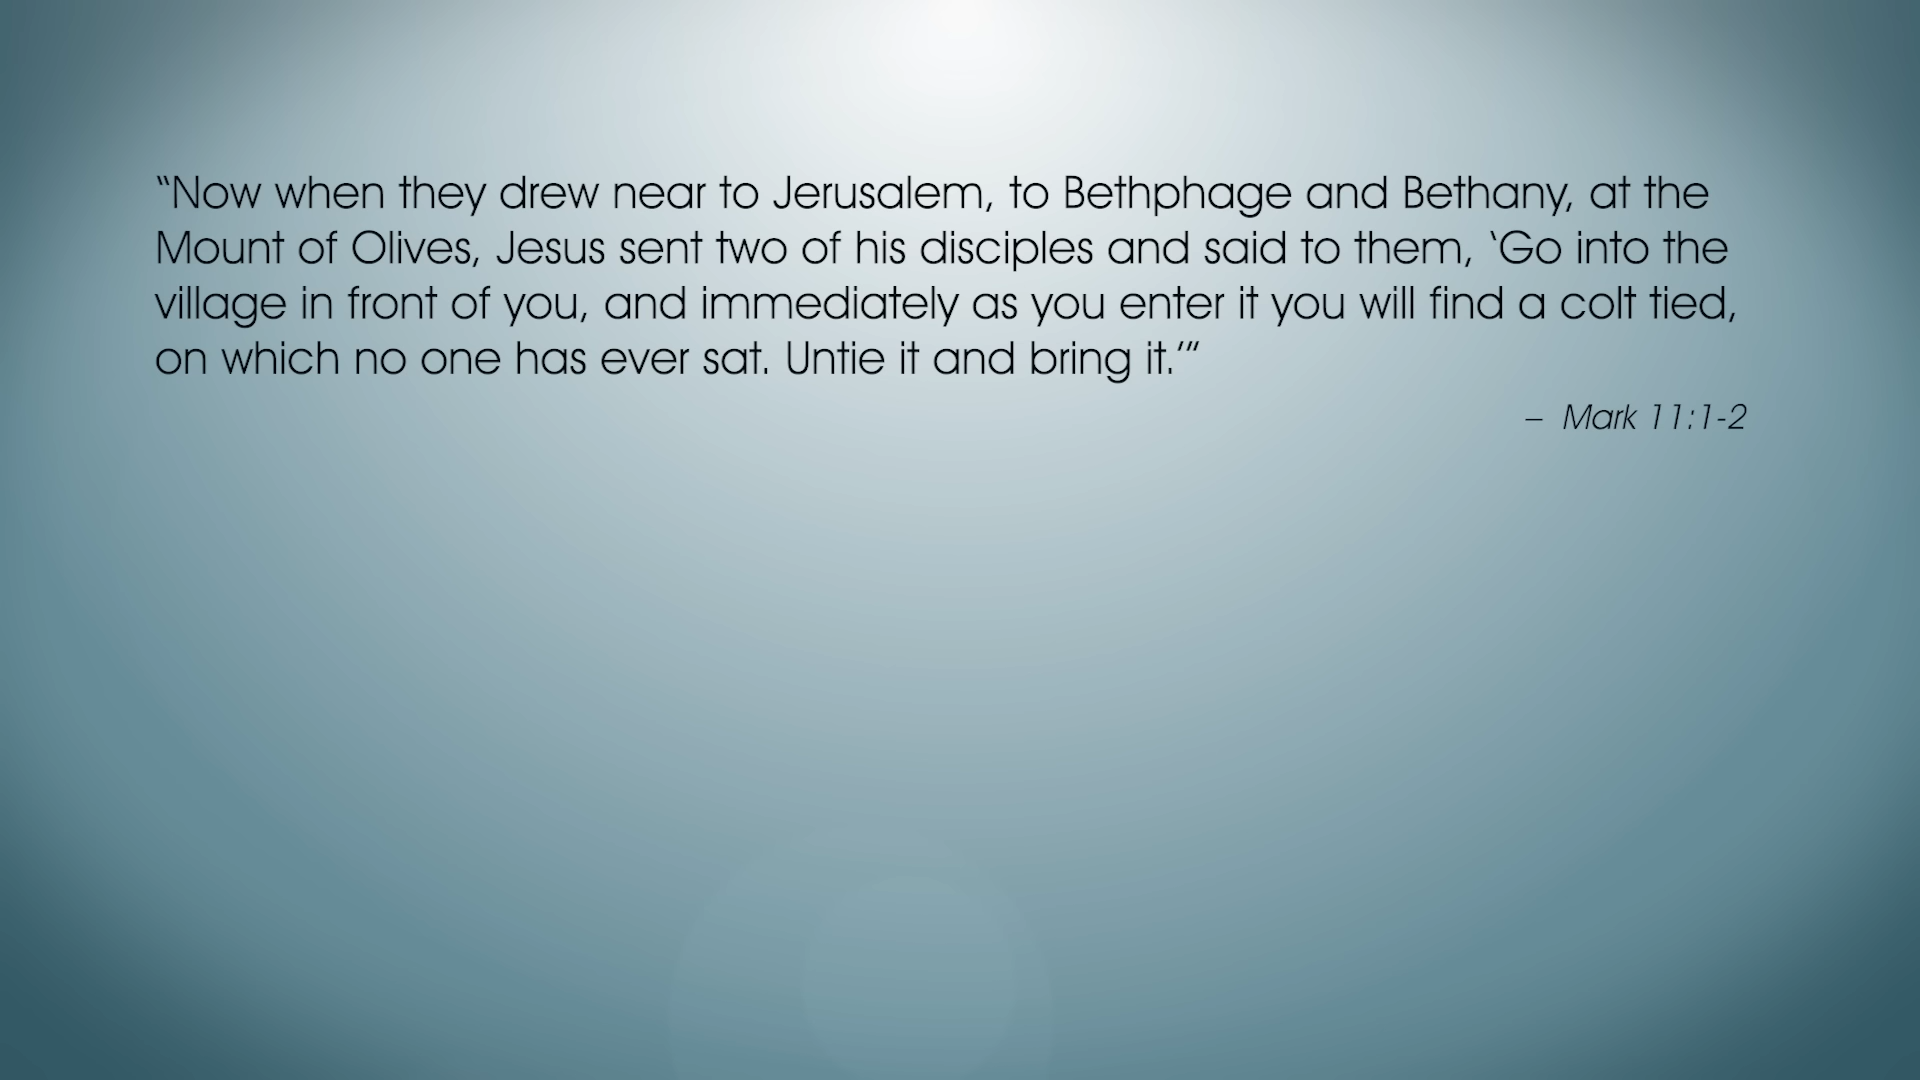 “Now when they drew near to Jerusalem, to Bethphage and Bethany, at the
Mount of Olives, Jesus sent two of his disciples and said to them, ‘Go into the
village in front of you, and immediately as you enter it you will find a colt tied,
on which no one has ever sat. Untie it and bring it.’”
– Mark 11:1-2